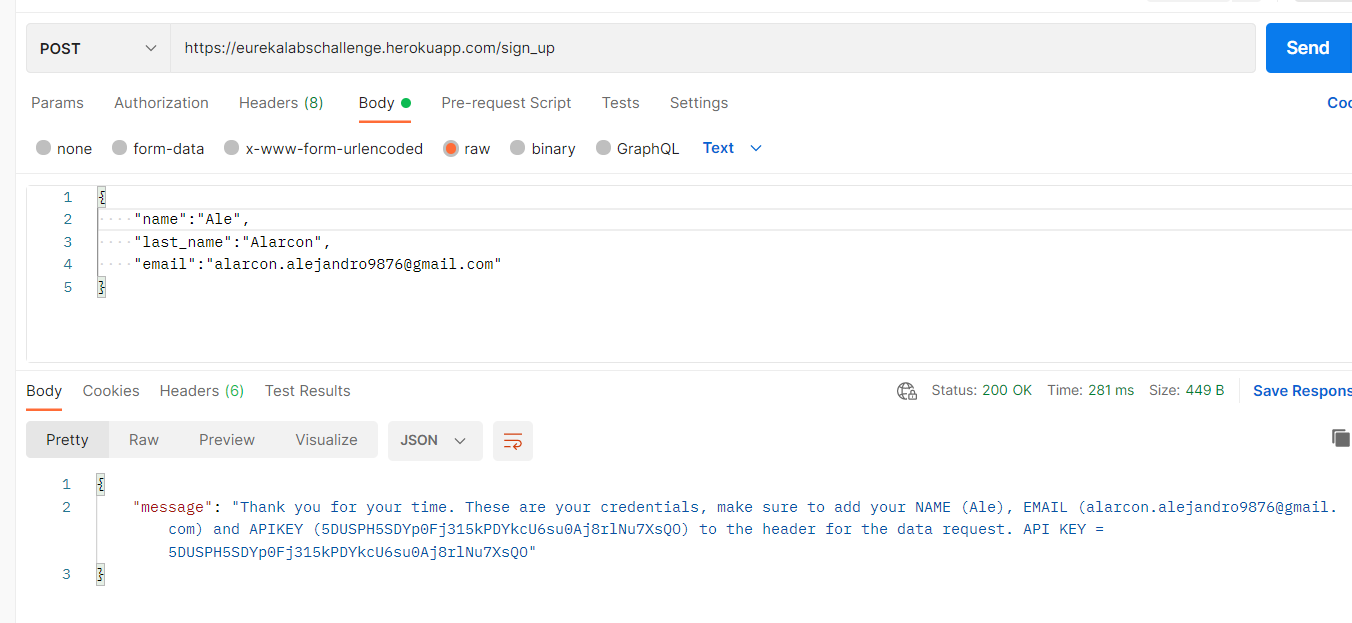 POST https://eurekalabschallenge.herokuapp.com/sign_up Send
Params Authorization Headers (8) Body Pre-request Script Tests Settings
none form-data x-www-form-urlencoded raw binary GraphQL Text
1 {
2 "name":"Ale",
3 "last_name":"Alarcon",
4 "email":"alarcon.alejandro9876@gmail.com"
5 }
Body Cookies Headers (6) Test Results Status: 200 OK Time: 281 ms Size: 449 B Save Respons
Pretty Raw Preview Visualize JSON
1 {
2 "message": "Thank you for your time. These are your credentials, make sure to add your NAME (Ale), EMAIL (alarcon.alejandro9876@gmail.
com) and APIKEY (5DUSPH5SDYp0Fj315kPDYkcU6su0Aj8rlNu7XsQO) to the header for the data request. API KEY =
5DUSPH5SDYp0Fj315kPDYkcU6su0Aj8rlNu7XsQO"
3 }